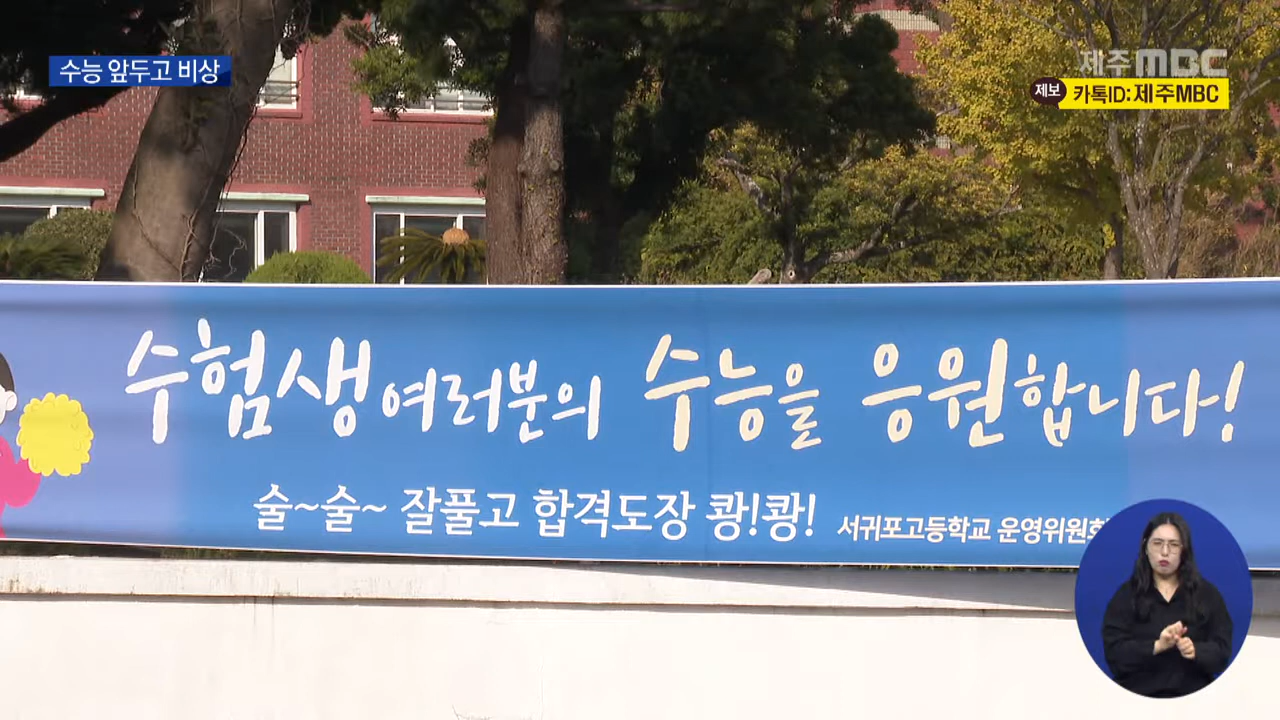 수능 앞두고 비상
제주MBC
제보 카톡ID:제주MBC
수험생여러분의 수능을 응원합니다!
술~술~ 잘풀고 합격도장 쾅!쾅!
서귀포고등학교 운영위원회